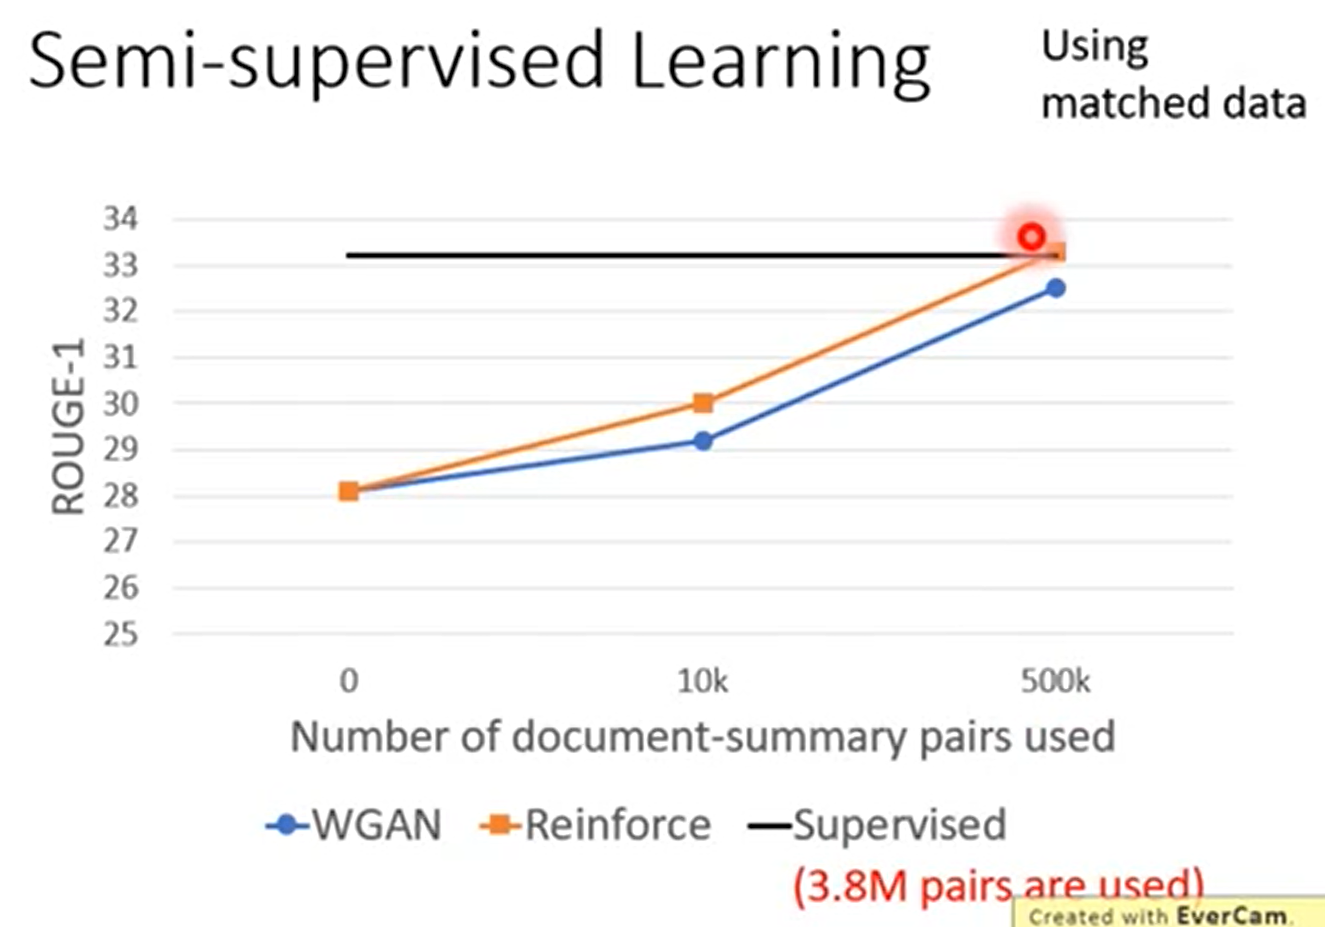 Semi-supervised Learning
Using
matched data
34
33
32
31
30
29
28
27
26
25
ROUGE-1
0 10k 500k
Number of document-summary pairs used
WGAN Reinforce Supervised
(3.8M pairs are used)
Created with EverCam.